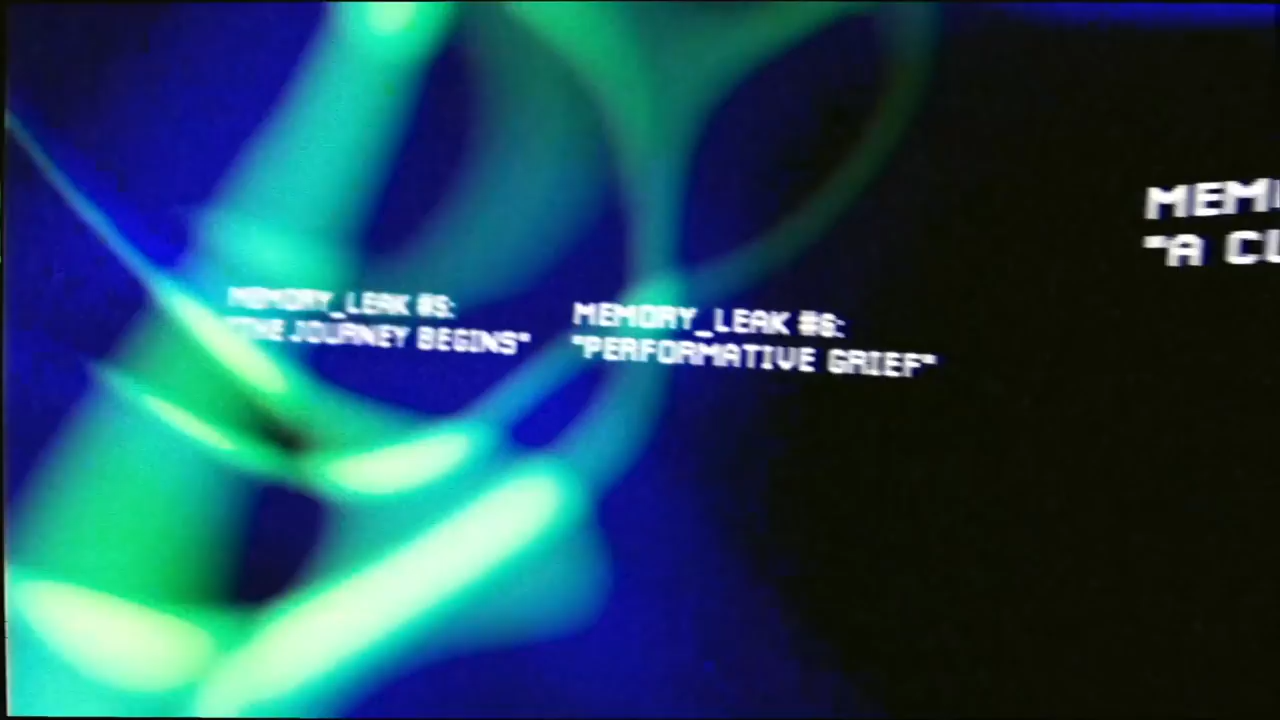 MEMORY_LEAK #5:
"THE JOURNEY BEGINS"
MEMORY_LEAK #6:
"PERFORMATIVE GRIEF"
"A